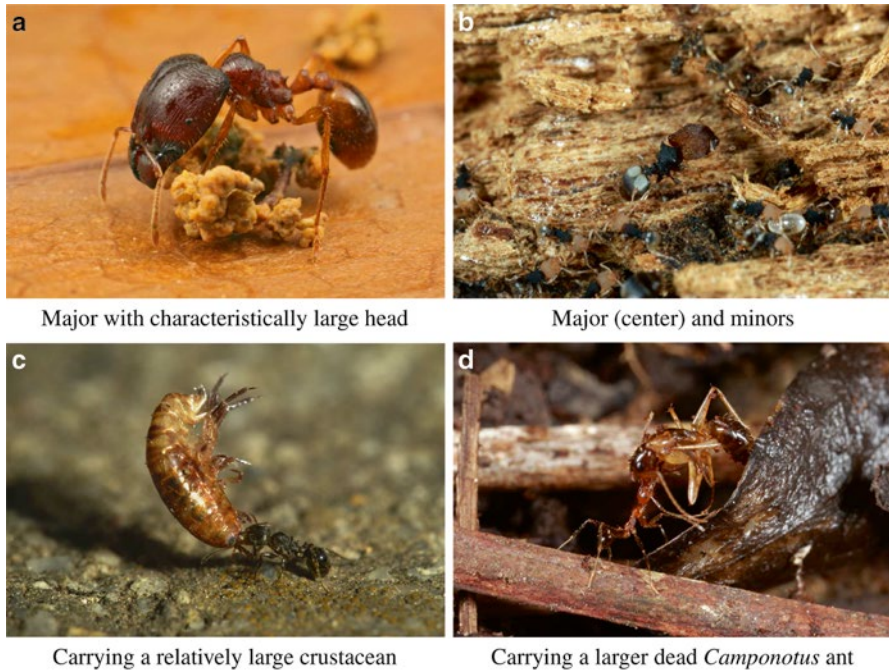 a
b
Major with characteristically large head
Major (center) and minors
c
d
Carrying a relatively large crustacean
Carrying a larger dead Camponotus ant